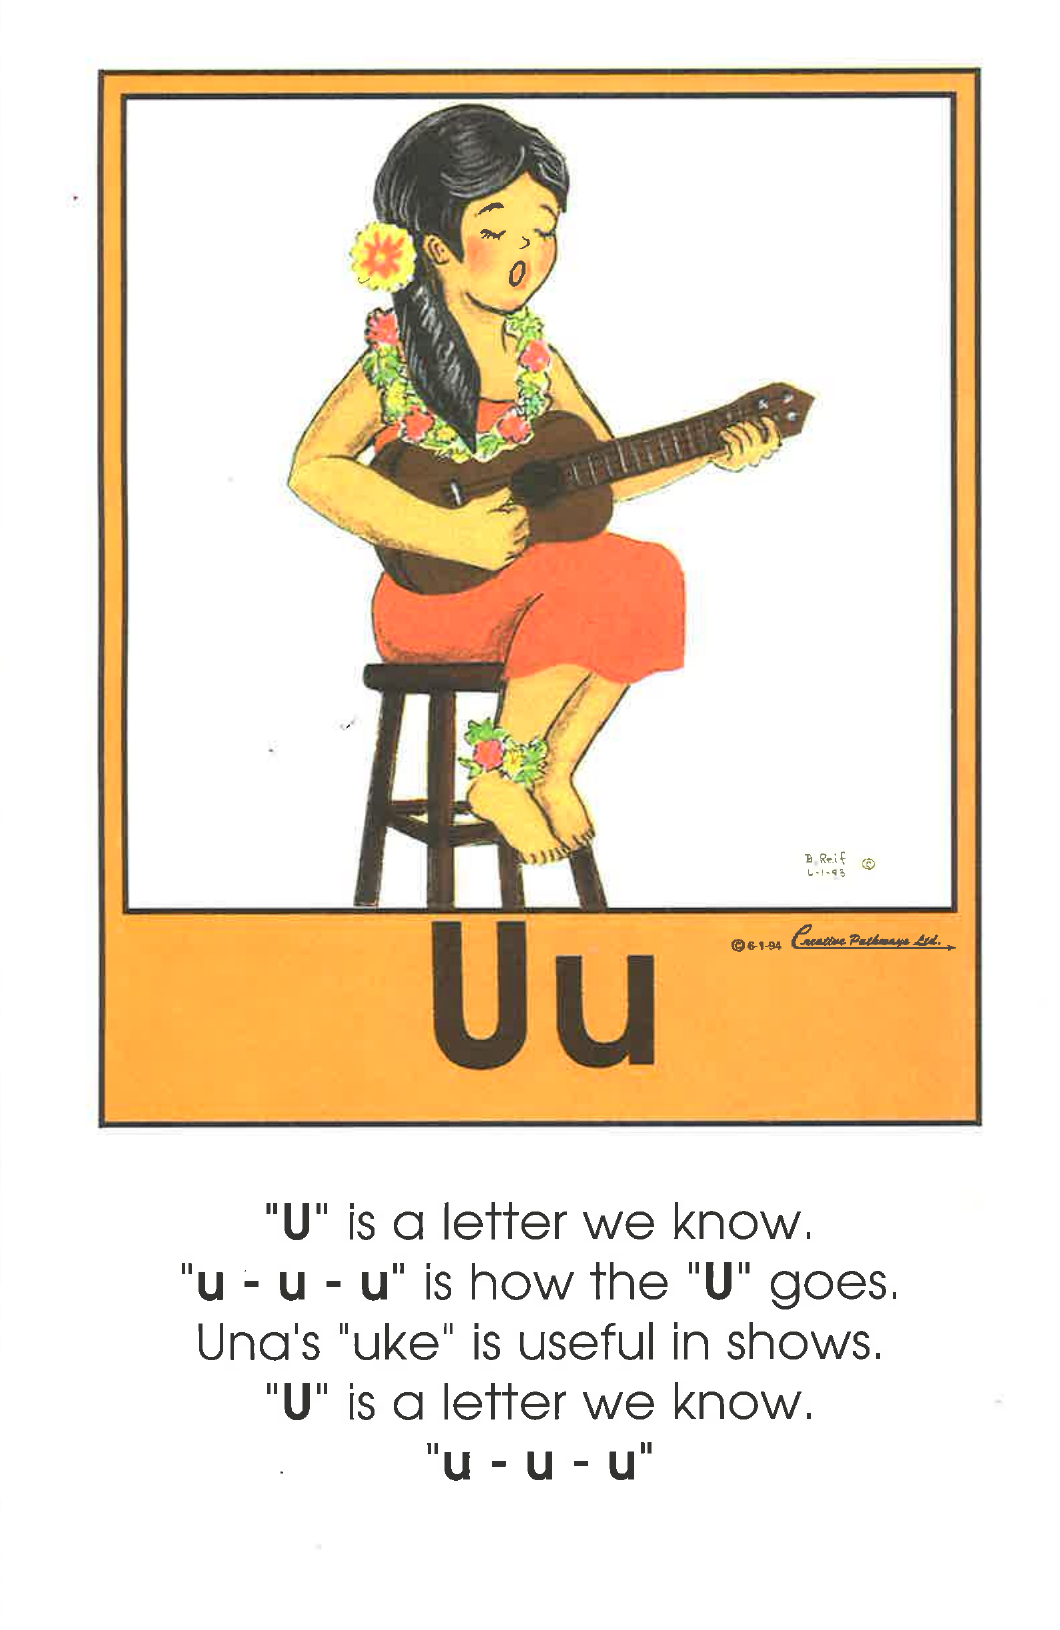 B. Reif ©
6-1-93
© 6-1-94 Creative Pathways Ltd.
Uu
"U" is a letter we know.
"u - u - u" is how the "U" goes.
Una's "uke" is useful in shows.
"U" is a letter we know.
"u - u - u"